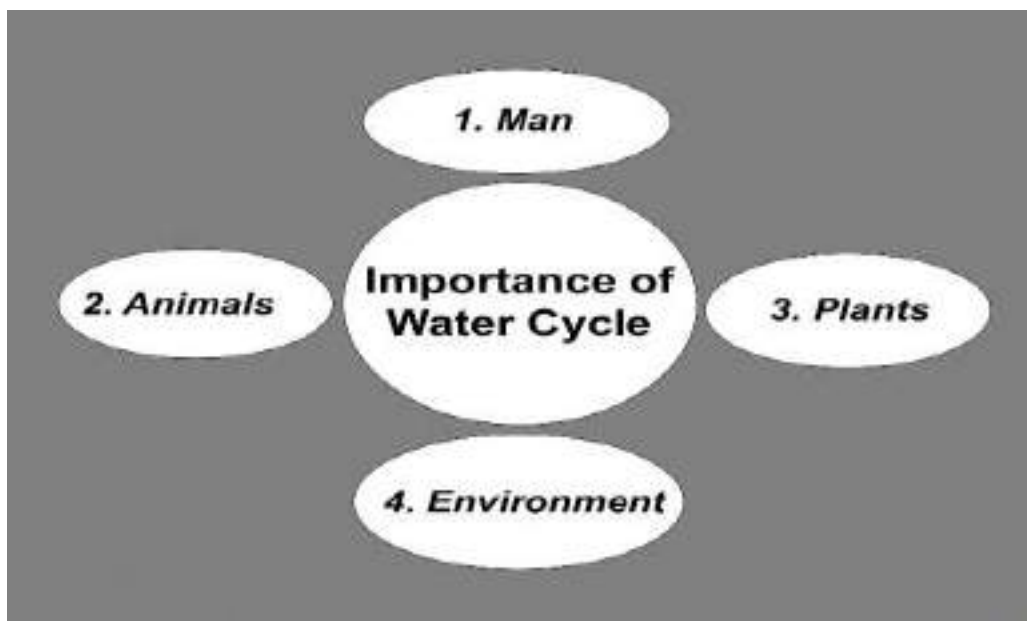 1. Man
Importance of
Water Cycle
2. Animals
3. Plants
4. Environment